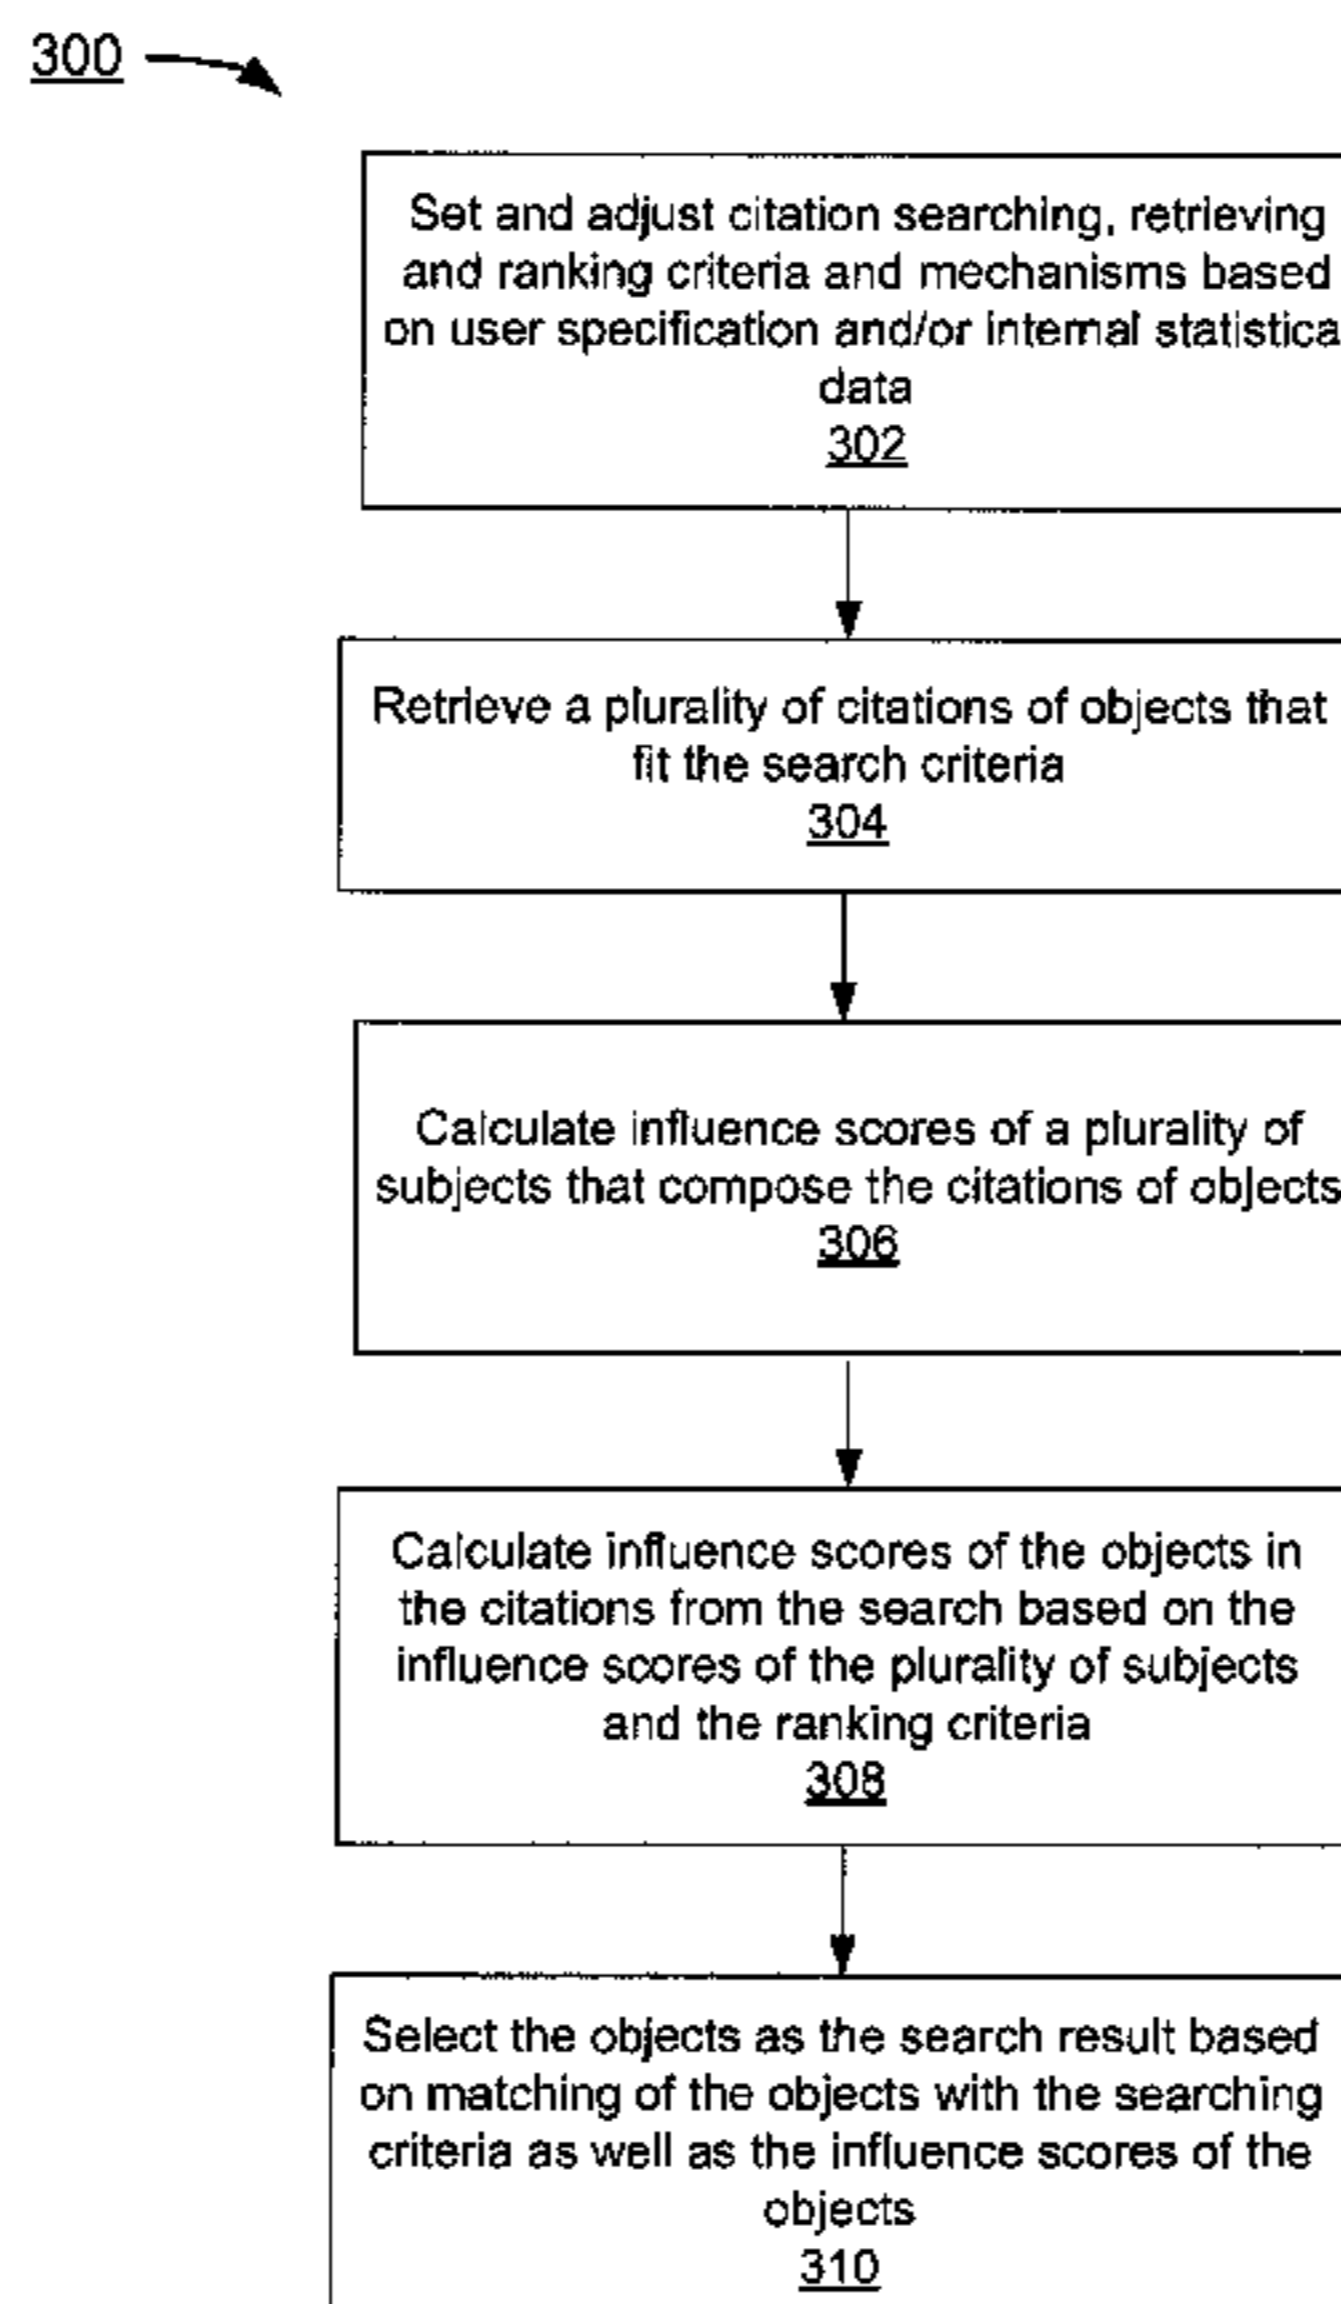 300
Set and adjust citation searching, retrieving
and ranking criteria and mechanisms based
on user specification and/or internal statistica
data
302
Retrieve a plurality of citations of objects that
fit the search criteria
304
Calculate influence scores of a plurality of
subjects that compose the citations of objects
306
Calculate influence scores of the objects in
the citations from the search based on the
influence scores of the plurality of subjects
and the ranking criteria
308
Select the objects as the search result based
on matching of the objects with the searching
criteria as well as the influence scores of the
objects
310